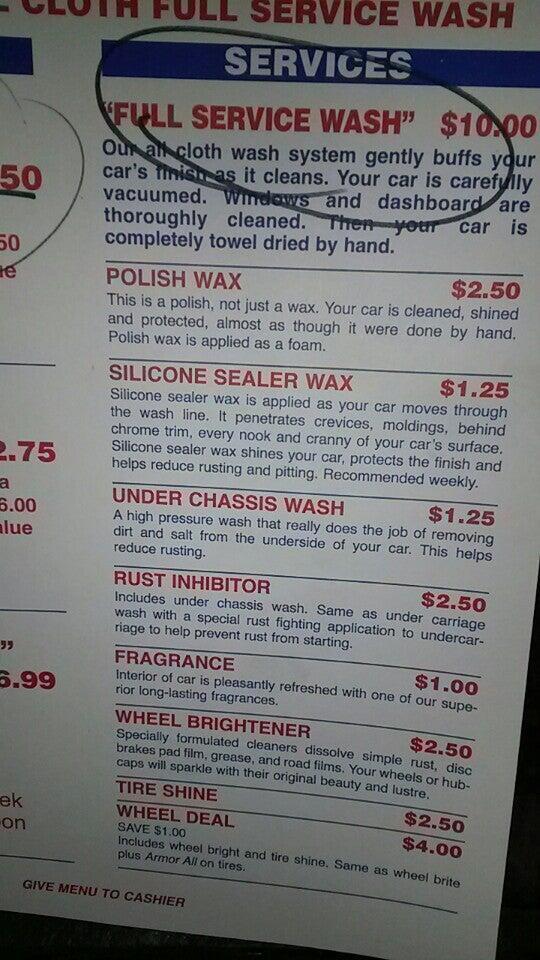 CLOTH FULL SERVICE WASH
SERVICES
"FULL SERVICE WASH" $10.00
Our all-cloth wash system gently buffs your
car's finish as it cleans. Your car is carefully
vacuumed. Windows and dashboard are
thoroughly cleaned. Then your car is
completely towel dried by hand.
POLISH WAX $2.50
This is a polish, not just a wax. Your car is cleaned, shined
and protected, almost as though it were done by hand.
Polish wax is applied as a foam.
SILICONE SEALER WAX $1.25
Silicone sealer wax is applied as your car moves through
the wash line. It penetrates crevices, moldings, behind
chrome trim, every nook and cranny of your car's surface.
Silicone sealer wax shines your car, protects the finish and
helps reduce rusting and pitting. Recommended weekly.
UNDER CHASSIS WASH $1.25
A high pressure wash that really does the job of removing
dirt and salt from the underside of your car. This helps
reduce rusting.
RUST INHIBITOR $2.50
Includes under chassis wash. Same as under carriage
wash with a special rust fighting application to undercar-
riage to help prevent rust from starting.
FRAGRANCE $1.00
Interior of car is pleasantly refreshed with one of our supe-
rior long-lasting fragrances.
WHEEL BRIGHTENER $2.50
Specially formulated cleaners dissolve simple rust, disc
brakes pad film, grease, and road films. Your wheels or hub-
caps will sparkle with their original beauty and lustre.
TIRE SHINE $2.50
WHEEL DEAL $4.00
SAVE $1.00
Includes wheel bright and tire shine. Same as wheel brite
plus Armor All on tires.
GIVE MENU TO CASHIER
50
50
2.75
a
6.00
alue
"
6.99
ek
on